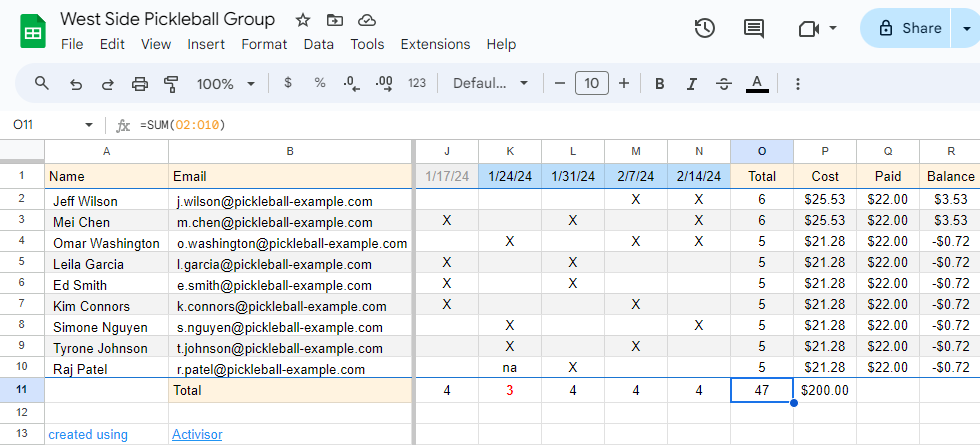 West Side Pickleball Group
File Edit View Insert Format Data Tools Extensions Help
Share
100% $ % .0 .00 123 Defaul... − 10 + B I S A
O11 fx =SUM(O2:O10)
A B J K L M N O P Q R
1 Name Email 1/17/24 1/24/24 1/31/24 2/7/24 2/14/24 Total Cost Paid Balance
2 Jeff Wilson j.wilson@pickleball-example.com X X 6 $25.53 $22.00 $3.53
3 Mei Chen m.chen@pickleball-example.com X X X 6 $25.53 $22.00 $3.53
4 Omar Washington o.washington@pickleball-example.com X X X 5 $21.28 $22.00 -$0.72
5 Leila Garcia l.garcia@pickleball-example.com X X 5 $21.28 $22.00 -$0.72
6 Ed Smith e.smith@pickleball-example.com X X 5 $21.28 $22.00 -$0.72
7 Kim Connors k.connors@pickleball-example.com X X 5 $21.28 $22.00 -$0.72
8 Simone Nguyen s.nguyen@pickleball-example.com X X 5 $21.28 $22.00 -$0.72
9 Tyrone Johnson t.johnson@pickleball-example.com X X 5 $21.28 $22.00 -$0.72
10 Raj Patel r.patel@pickleball-example.com na X 5 $21.28 $22.00 -$0.72
11 Total 4 3 4 4 4 47 $200.00
12
13 created using Activisor